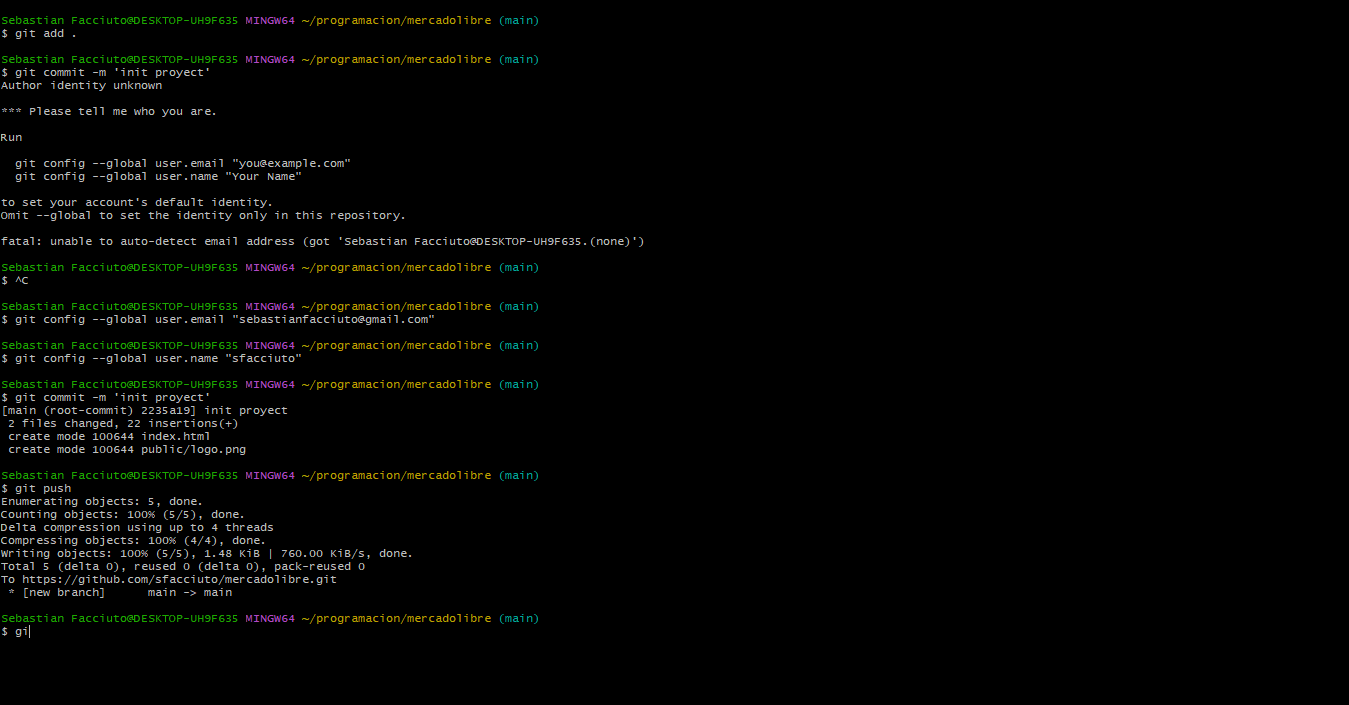 Sebastian Facciuto@DESKTOP-UH9F635 MINGW64 ~/programacion/mercadolibre (main)
$ git add .
Sebastian Facciuto@DESKTOP-UH9F635 MINGW64 ~/programacion/mercadolibre (main)
$ git commit -m 'init proyect'
Author identity unknown
*** Please tell me who you are.
Run
  git config --global user.email "you@example.com"
  git config --global user.name "Your Name"
to set your account's default identity.
Omit --global to set the identity only in this repository.
fatal: unable to auto-detect email address (got 'Sebastian Facciuto@DESKTOP-UH9F635.(none)')
Sebastian Facciuto@DESKTOP-UH9F635 MINGW64 ~/programacion/mercadolibre (main)
$ ^C
Sebastian Facciuto@DESKTOP-UH9F635 MINGW64 ~/programacion/mercadolibre (main)
$ git config --global user.email "sebastianfacciuto@gmail.com"
Sebastian Facciuto@DESKTOP-UH9F635 MINGW64 ~/programacion/mercadolibre (main)
$ git config --global user.name "sfacciuto"
Sebastian Facciuto@DESKTOP-UH9F635 MINGW64 ~/programacion/mercadolibre (main)
$ git commit -m 'init proyect'
[main (root-commit) 2235a19] init proyect
 2 files changed, 22 insertions(+)
 create mode 100644 index.html
 create mode 100644 public/logo.png
Sebastian Facciuto@DESKTOP-UH9F635 MINGW64 ~/programacion/mercadolibre (main)
$ git push
Enumerating objects: 5, done.
Counting objects: 100% (5/5), done.
Delta compression using up to 4 threads
Compressing objects: 100% (4/4), done.
Writing objects: 100% (5/5), 1.48 KiB | 760.00 KiB/s, done.
Total 5 (delta 0), reused 0 (delta 0), pack-reused 0
To https://github.com/sfacciuto/mercadolibre.git
 * [new branch]      main -> main
Sebastian Facciuto@DESKTOP-UH9F635 MINGW64 ~/programacion/mercadolibre (main)
$ gi